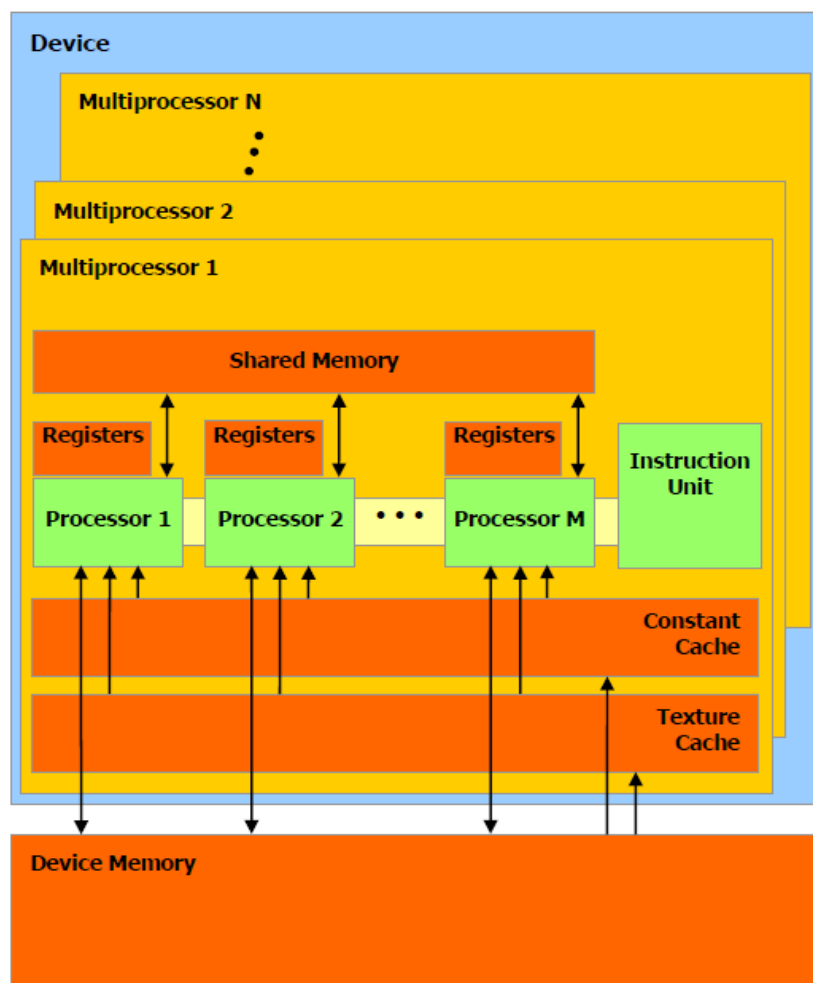 Device
Multiprocessor N
Multiprocessor 2
Multiprocessor 1
Shared Memory
Registers
Registers
Registers
Instruction
Unit
Processor 1
Processor 2
• • •
Processor M
Constant
Cache
Texture
Cache
Device Memory